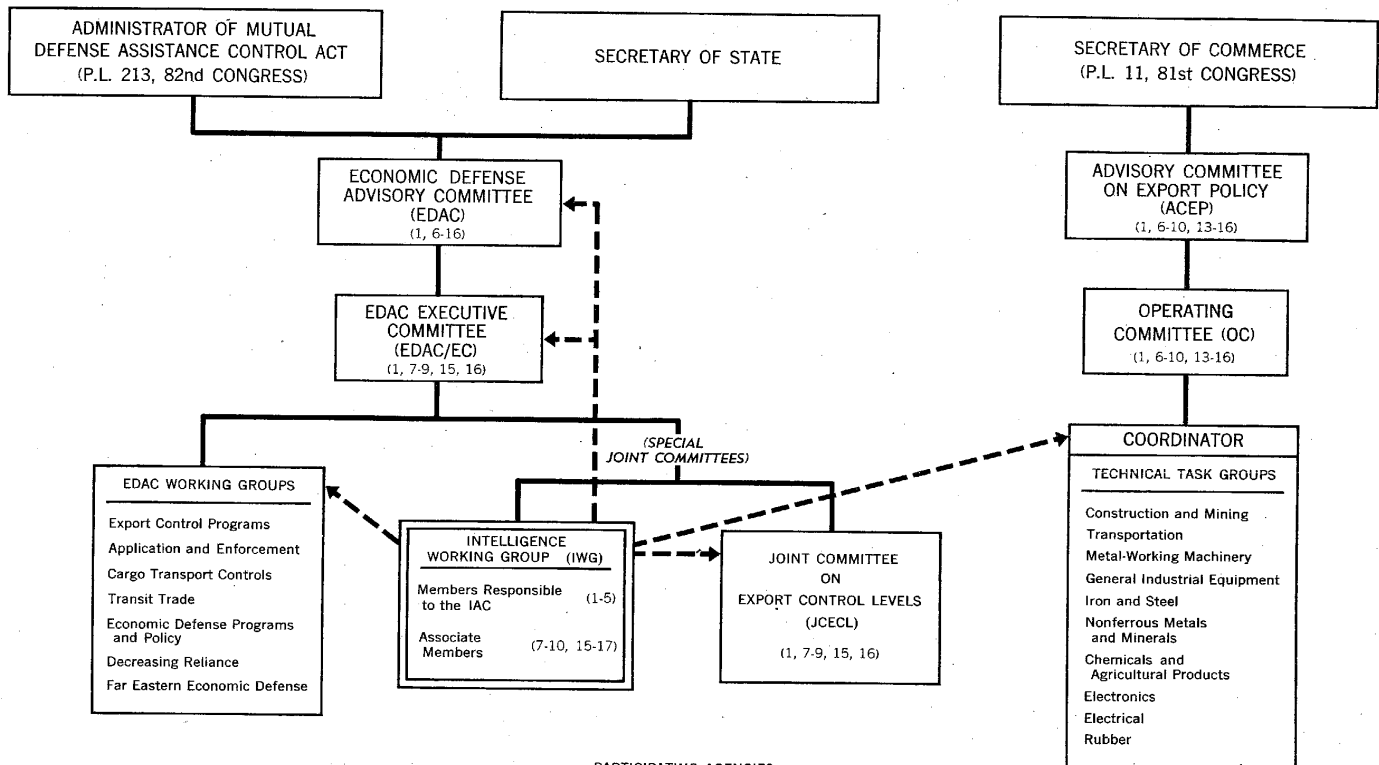 ADMINISTRATOR OF MUTUAL
DEFENSE ASSISTANCE CONTROL ACT
(P.L. 213, 82nd CONGRESS)
SECRETARY OF STATE
SECRETARY OF COMMERCE
(P.L. 11, 81st CONGRESS)
ECONOMIC DEFENSE
ADVISORY COMMITTEE
(EDAC)
(1, 6-16)
ADVISORY COMMITTEE
ON EXPORT POLICY
(ACEP)
(1, 6-10, 13-16)
EDAC EXECUTIVE
COMMITTEE
(EDAC/EC)
(1, 7-9, 15, 16)
OPERATING
COMMITTEE (OC)
(1, 6-10, 13-16)
(SPECIAL
JOINT COMMITTEES)
EDAC WORKING GROUPS
Export Control Programs
Application and Enforcement
Cargo Transport Controls
Transit Trade
Economic Defense Programs
and Policy
Decreasing Reliance
Far Eastern Economic Defense
INTELLIGENCE
WORKING GROUP (IWG)
Members Responsible
to the IAC (1-5)
Associate
Members (7-10, 15-17)
JOINT COMMITTEE
ON
EXPORT CONTROL LEVELS
(JCECL)
(1, 7-9, 15, 16)
COORDINATOR
TECHNICAL TASK GROUPS
Construction and Mining
Transportation
Metal-Working Machinery
General Industrial Equipment
Iron and Steel
Nonferrous Metals
and Minerals
Chemicals and
Agricultural Products
Electronics
Electrical
Rubber
PARTICIPATING AGENCIES